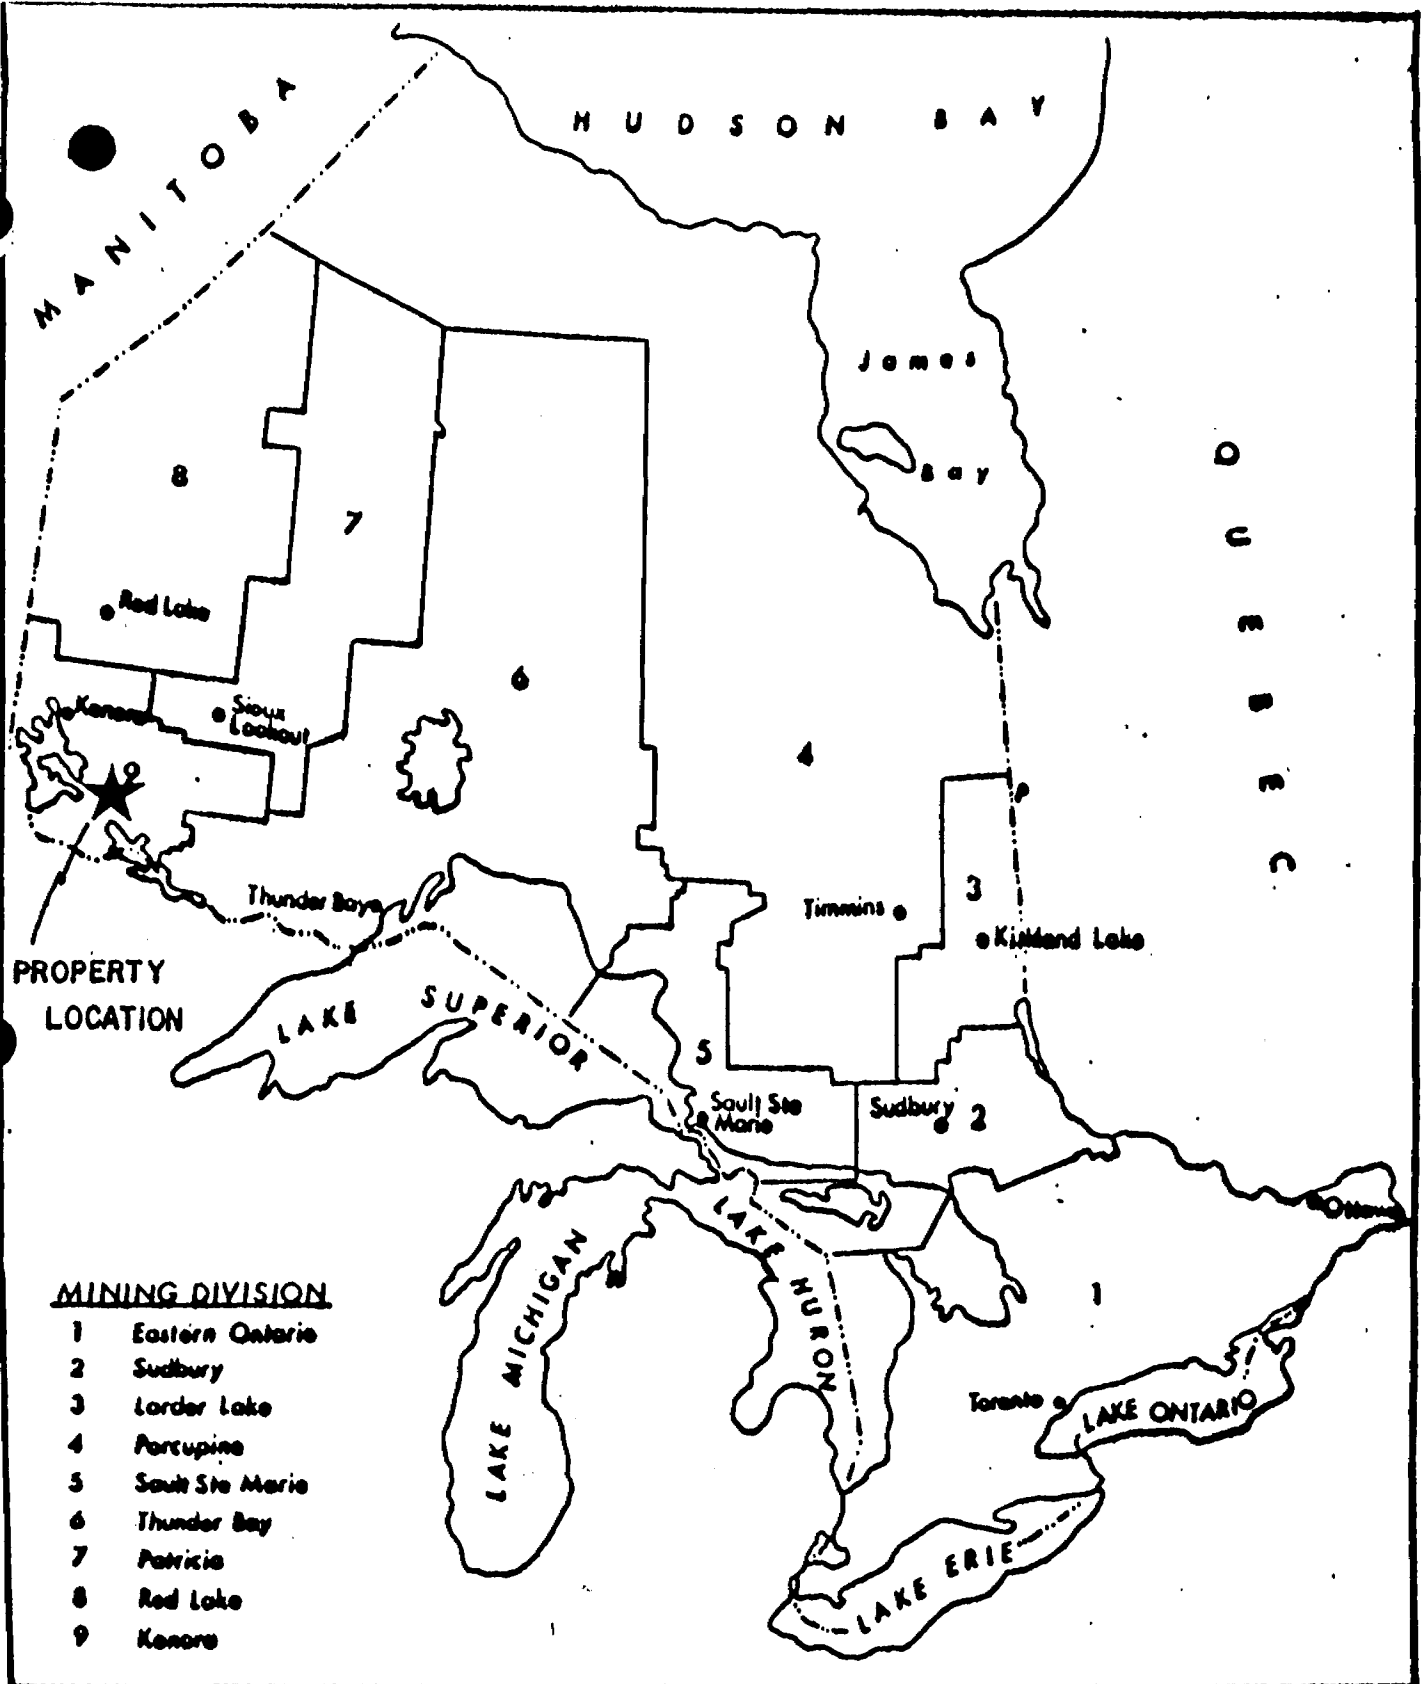 MANITOBA
HUDSON BAY
James
Bay
QUEBEC
8
7
Red Lake
6
Kenora
Sioux
Lookout
4
9
P
3
Thunder Bay
Timmins
Kirkland Lake
PROPERTY
LOCATION
LAKE SUPERIOR
5
Sault Ste
Marie
Sudbury
2
Ottawa
LAKE HURON
LAKE MICHIGAN
1
Toronto
LAKE ONTARIO
LAKE ERIE
MINING DIVISION
1 Eastern Ontario
2 Sudbury
3 Larder Lake
4 Porcupine
5 Sault Ste Marie
6 Thunder Bay
7 Patricia
8 Red Lake
9 Kenora